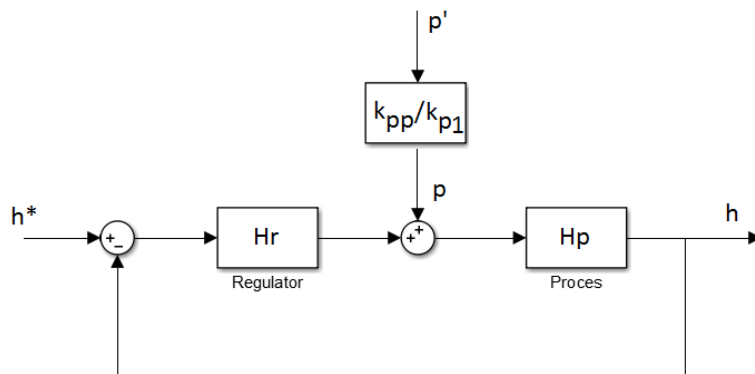 p'
kpp/kp1
p
h*
+
-
Hr
+
+
Hp
h
Regulator
Proces